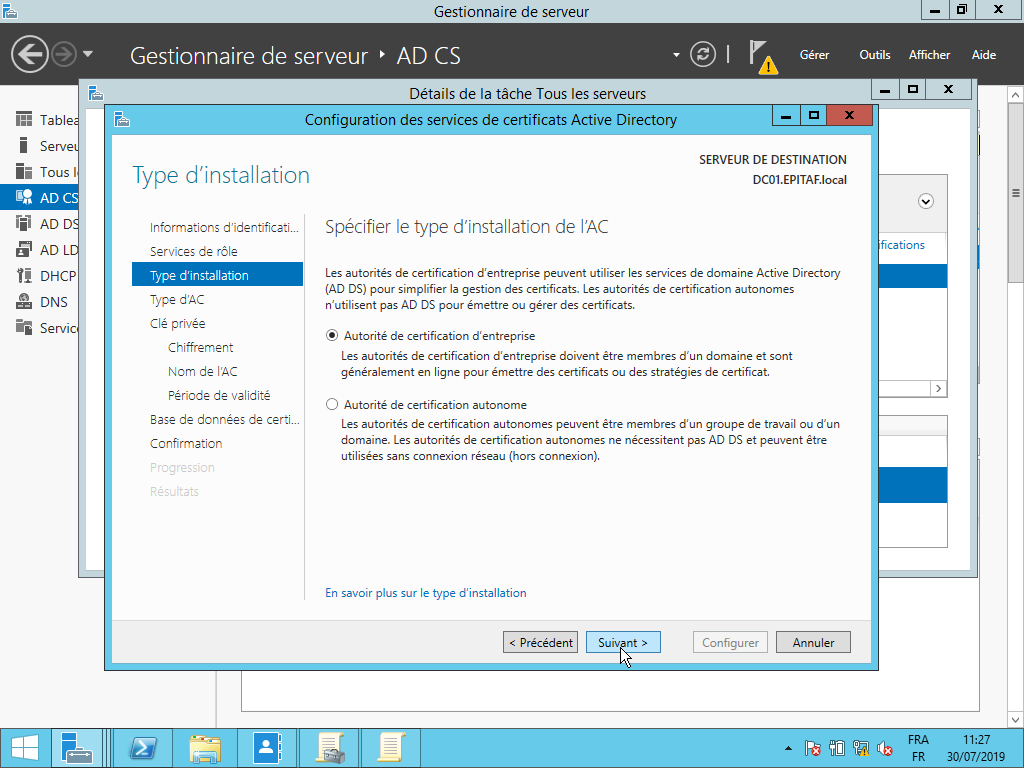 Gestionnaire de serveur
Gestionnaire de serveur ‣ AD CS
Gérer
Outils
Afficher
Aide
Détails de la tâche Tous les serveurs
Configuration des services de certificats Active Directory
AD CS
AD DS
AD LD
DHCP
DNS
Type d'installation
SERVEUR DE DESTINATION
DC01.EPITAF.local
Informations d'identificati...
Services de rôle
Type d'installation
Type d'AC
Clé privée
Chiffrement
Nom de l'AC
Période de validité
Base de données de certi...
Confirmation
Progression
Résultats
Spécifier le type d'installation de l'AC
Les autorités de certification d'entreprise peuvent utiliser les services de domaine Active Directory
(AD DS) pour simplifier la gestion des certificats. Les autorités de certification autonomes
n'utilisent pas AD DS pour émettre ou gérer des certificats.
Autorité de certification d'entreprise
Les autorités de certification d'entreprise doivent être membres d'un domaine et sont
généralement en ligne pour émettre des certificats ou des stratégies de certificat.
Autorité de certification autonome
Les autorités de certification autonomes peuvent être membres d'un groupe de travail ou d'un
domaine. Les autorités de certification autonomes ne nécessitent pas AD DS et peuvent être
utilisées sans connexion réseau (hors connexion).
En savoir plus sur le type d'installation
< Précédent
Suivant >
Configurer
Annuler
FRA
FR
11:27
30/07/2019